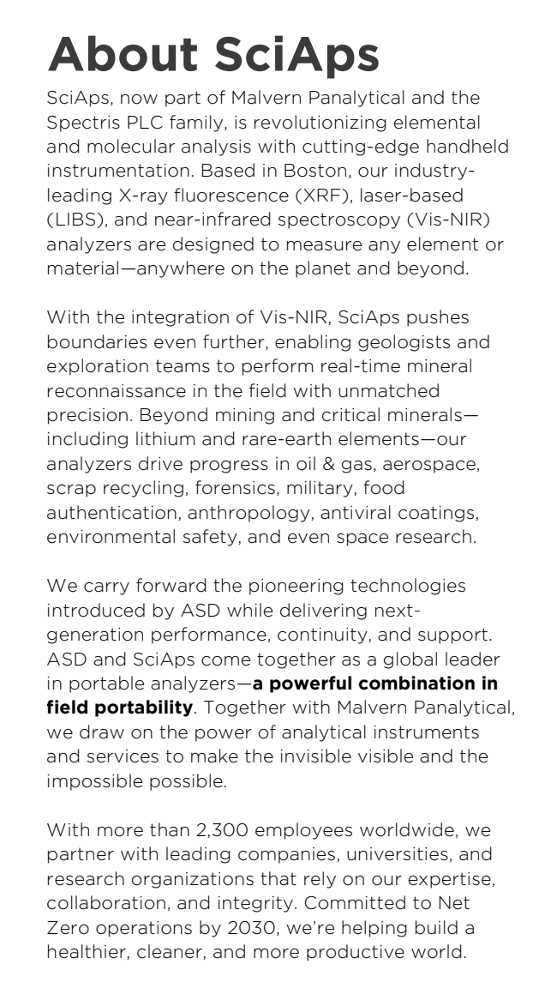 About SciAps
SciAps, now part of Malvern Panalytical and the
Spectris PLC family, is revolutionizing elemental
and molecular analysis with cutting-edge handheld
instrumentation. Based in Boston, our industry-
leading X-ray fluorescence (XRF), laser-based
(LIBS), and near-infrared spectroscopy (Vis-NIR)
analyzers are designed to measure any element or
material—anywhere on the planet and beyond.

With the integration of Vis-NIR, SciAps pushes
boundaries even further, enabling geologists and
exploration teams to perform real-time mineral
reconnaissance in the field with unmatched
precision. Beyond mining and critical minerals—
including lithium and rare-earth elements—our
analyzers drive progress in oil & gas, aerospace,
scrap recycling, forensics, military, food
authentication, anthropology, antiviral coatings,
environmental safety, and even space research.

We carry forward the pioneering technologies
introduced by ASD while delivering next-
generation performance, continuity, and support.
ASD and SciAps come together as a global leader
in portable analyzers—a powerful combination in
field portability. Together with Malvern Panalytical,
we draw on the power of analytical instruments
and services to make the invisible visible and the
impossible possible.

With more than 2,300 employees worldwide, we
partner with leading companies, universities, and
research organizations that rely on our expertise,
collaboration, and integrity. Committed to Net
Zero operations by 2030, we’re helping build a
healthier, cleaner, and more productive world.